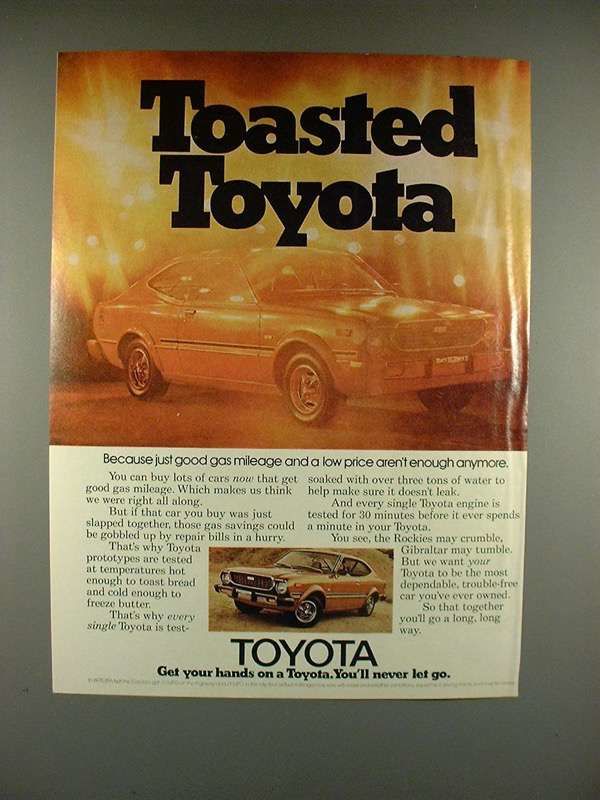 Toasted
Toyota
Because just good gas mileage and a low price aren't enough anymore.
You can buy lots of cars now that get
good gas mileage. Which makes us think
we were right all along.
But if that car you buy was just
slapped together, those gas savings could
be gobbled up by repair bills in a hurry.
That's why Toyota
prototypes are tested
at temperatures hot
enough to toast bread
and cold enough to
freeze butter.
That's why every
single Toyota is test-
soaked with over three tons of water to
help make sure it doesn't leak.
And every single Toyota engine is
tested for 30 minutes before it ever spends
a minute in your Toyota.
You see, the Rockies may crumble,
Gibraltar may tumble.
But we want your
Toyota to be the most
dependable, trouble-free
car you've ever owned.
So that together
you'll go a long, long
way.
TOYOTA
Get your hands on a Toyota. You'll never let go.